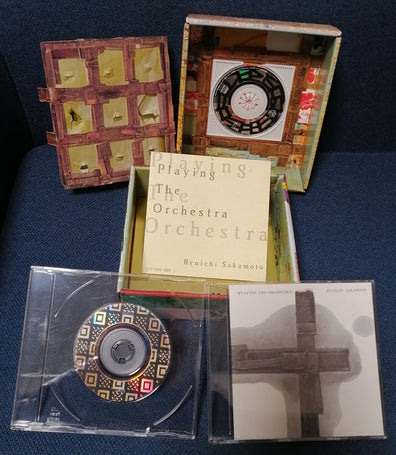 Playing
Playing
The
The
Orchestra
Orchestra
Ryuichi Sakamoto
"PLAYING THE ORCHESTRA" RYUICHI SAKAMOTO